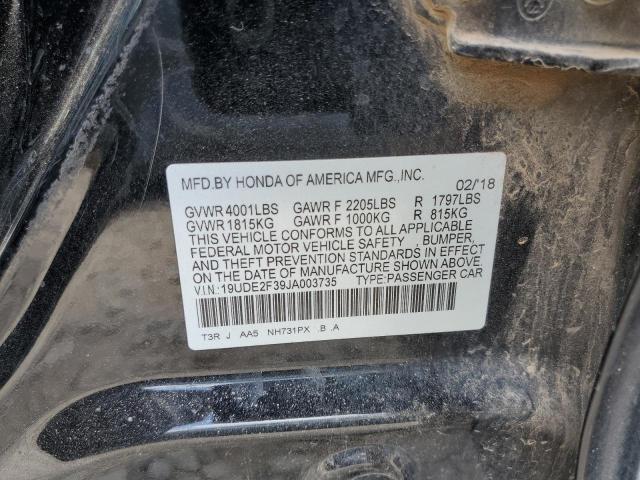 MFD.BY HONDA OF AMERICA MFG.,INC. 02/'18
GVWR 4001LBS GAWR F 2205LBS R 1797LBS
GVWR 1815KG GAWR F 1000KG R 815KG
THIS VEHICLE CONFORMS TO ALL APPLICABLE
FEDERAL MOTOR VEHICLE SAFETY , BUMPER,
AND THEFT PREVENTION STANDARDS IN EFFECT
ON THE DATE OF MANUFACTURE SHOWN ABOVE.
V.I.N.: 19UDE2F39JA003735 TYPE:PASSENGER CAR
T3R J AA5 NH731PX .B .A